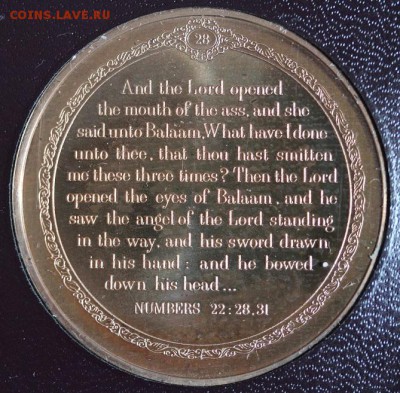 COINS.LAVE.RU
28
And the Lord opened
the mouth of the ass, and she
said unto Balaam, What have I done
unto thee, that thou hast smitten
me these three times? Then the Lord
opened the eyes of Balaam, and he
saw the angel of the Lord standing
in the way, and his sword drawn
in his hand: and he bowed
down his head...
NUMBERS 22:28,31